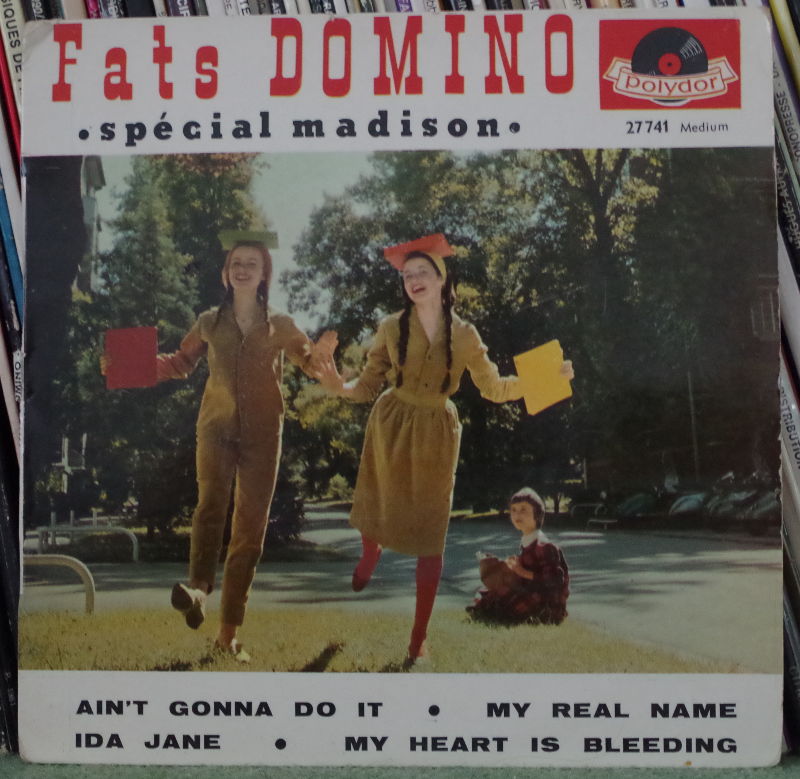 Fats DOMINO
polydor
• spécial madison •
27741 Medium
AIN'T GONNA DO IT • MY REAL NAME
IDA JANE • MY HEART IS BLEEDING